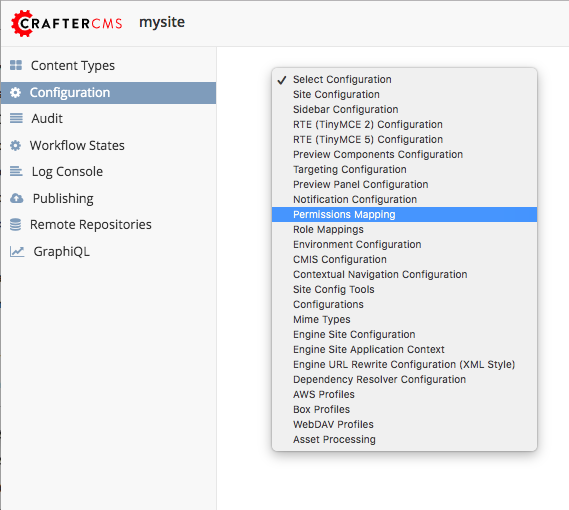 CRAFTERCMS mysite
Content Types
Configuration
Audit
Workflow States
Log Console
Publishing
Remote Repositories
GraphiQL
Select Configuration
Site Configuration
Sidebar Configuration
RTE (TinyMCE 2) Configuration
RTE (TinyMCE 5) Configuration
Preview Components Configuration
Targeting Configuration
Preview Panel Configuration
Notification Configuration
Permissions Mapping
Role Mappings
Environment Configuration
CMIS Configuration
Contextual Navigation Configuration
Site Config Tools
Configurations
Mime Types
Engine Site Configuration
Engine Site Application Context
Engine URL Rewrite Configuration (XML Style)
Dependency Resolver Configuration
AWS Profiles
Box Profiles
WebDAV Profiles
Asset Processing